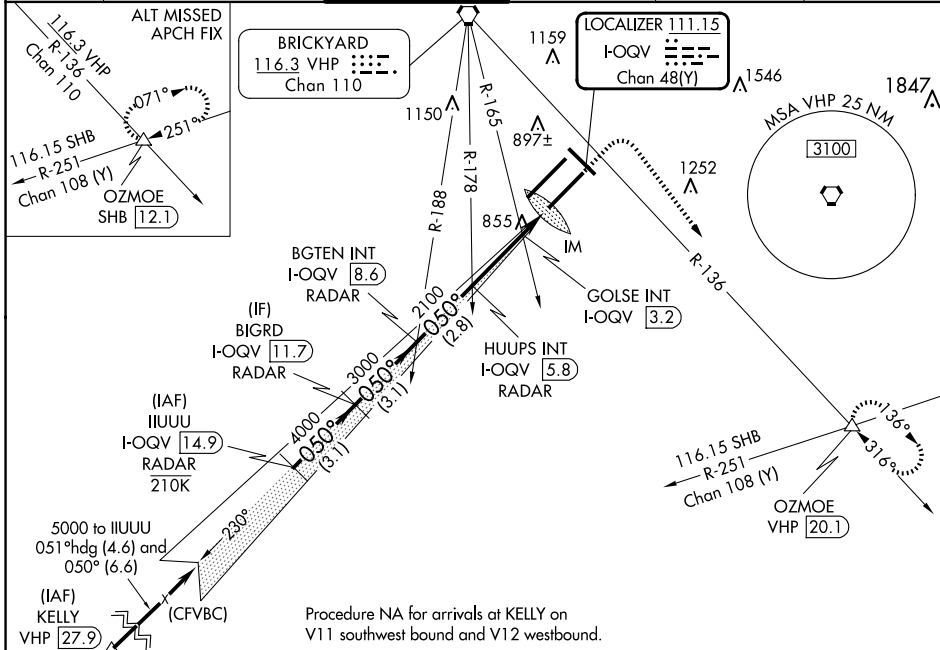 ALT MISSED
APCH FIX
116.3 VHP
R-136
Chan 110
071°
251°
116.15 SHB
R-251
Chan 108 (Y)
OZMOE
SHB 12.1
BRICKYARD
116.3 VHP
Chan 110
LOCALIZER 111.15
I-OQV
Chan 48(Y)
1159
1546
1847
1150
897±
1252
855
MSA VHP 25 NM
3100
R-188
R-178
R-165
R-136
IM
BGTEN INT
I-OQV 8.6
RADAR
GOLSE INT
I-OQV 3.2
HUUPS INT
I-OQV 5.8
RADAR
(IF)
BIGRD
I-OQV 11.7
RADAR
(IAF)
IIUUU
I-OQV 14.9
RADAR
210K
2100
050°
(2.8)
3000
050°
(3.1)
4000
050°
(3.1)
230°
5000 to IIUUU
051°hdg (4.6) and
050° (6.6)
(IAF)
KELLY
VHP 27.9
(CFVBC)
116.15 SHB
R-251
Chan 108 (Y)
136°
316°
OZMOE
VHP 20.1
Procedure NA for arrivals at KELLY on
V11 southwest bound and V12 westbound.